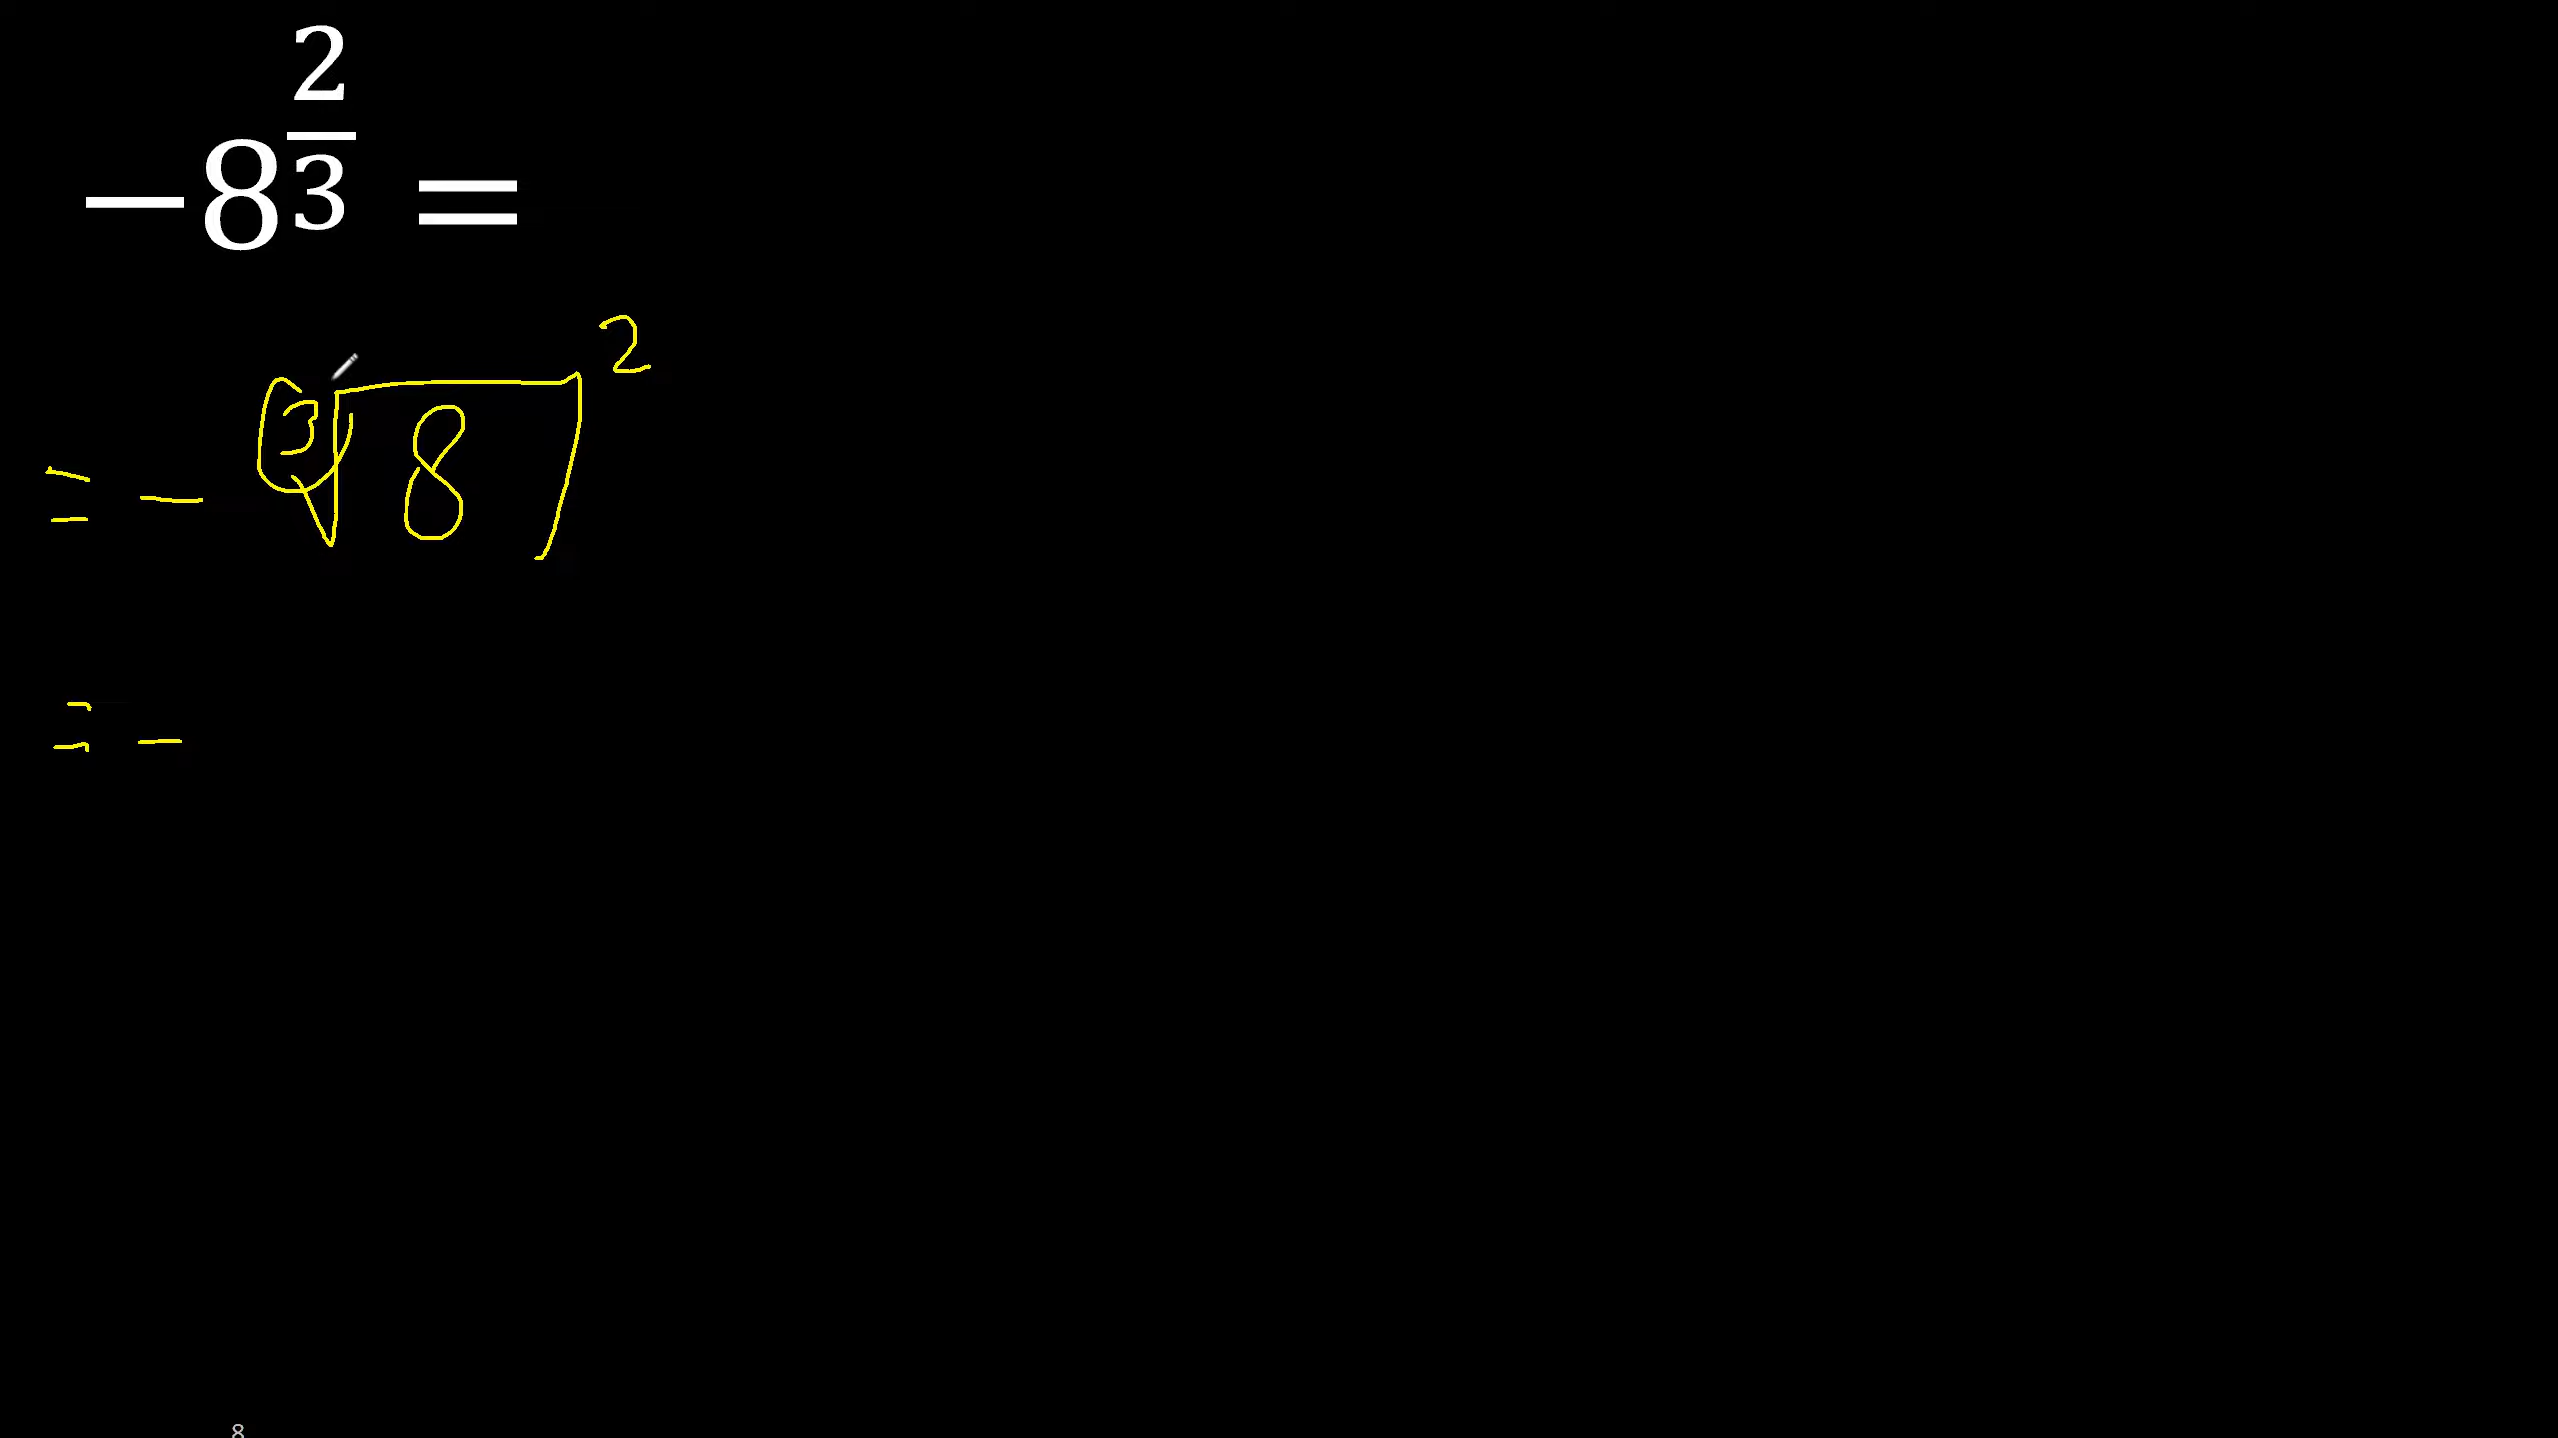 −8^(2/3) =
= − ∛8 ^2
= −
8